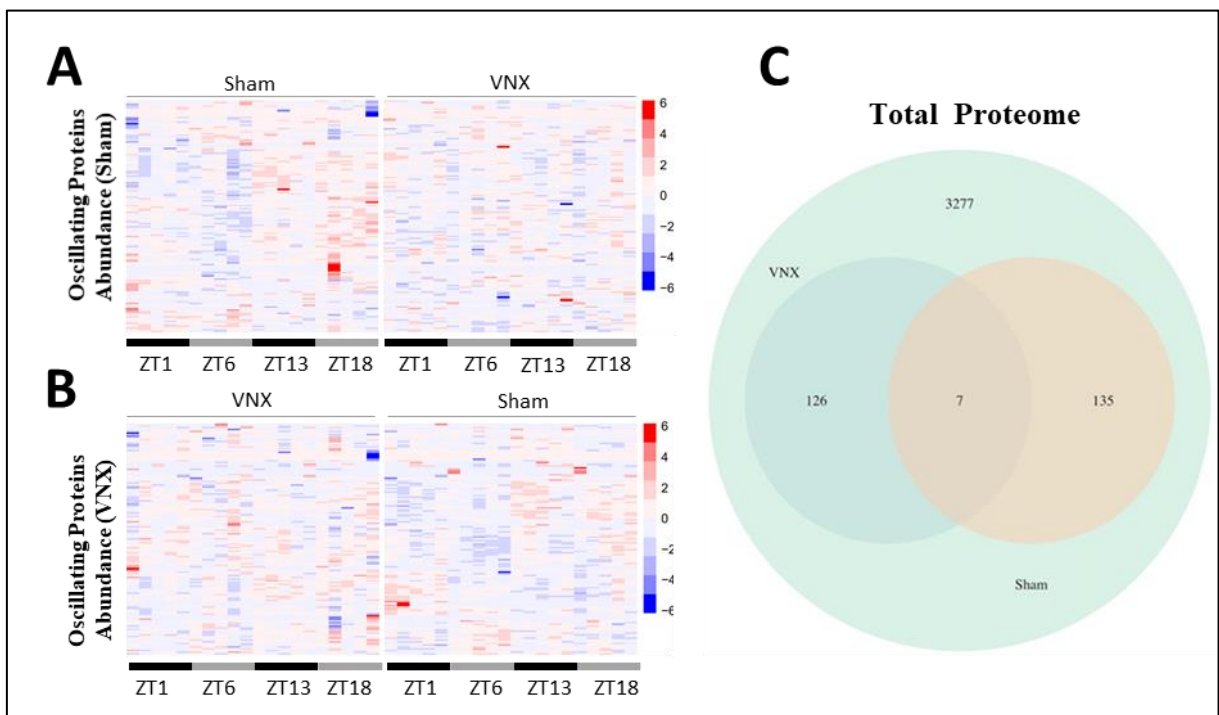 A
Sham
VNX
Oscillating Proteins
Abundance (Sham)
6
4
2
0
−2
−4
−6
ZT1
ZT6
ZT13
ZT18
ZT1
ZT6
ZT13
ZT18
B
VNX
Sham
Oscillating Proteins
Abundance (VNX)
6
4
2
0
−2
−4
−6
ZT1
ZT6
ZT13
ZT18
ZT1
ZT6
ZT13
ZT18
C
Total Proteome
3277
VNX
126
7
135
Sham